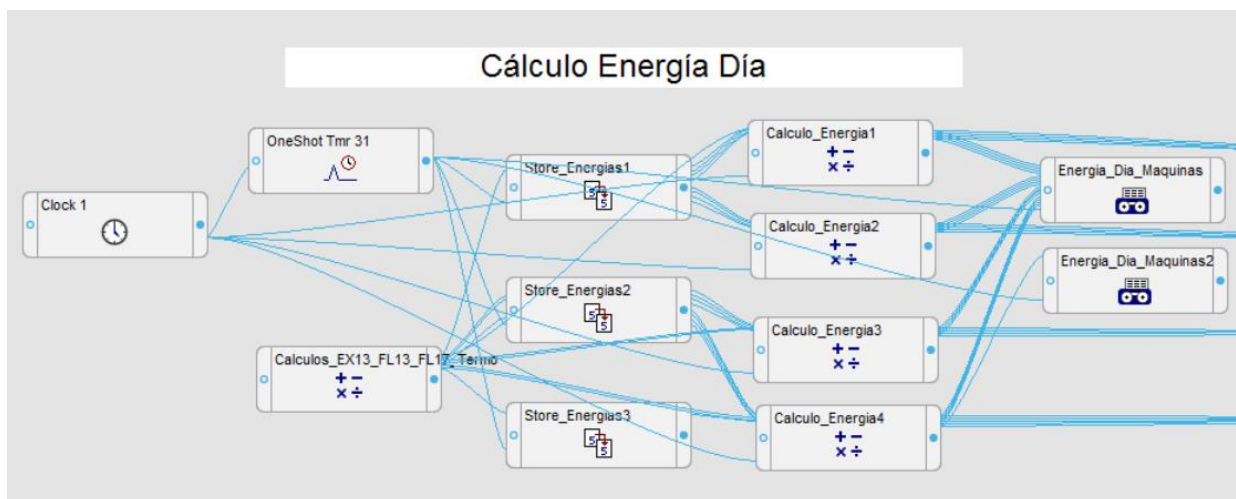 Cálculo Energía Día
OneShot Tmr 31
Clock 1
Calculos_EX13_FL13_FL17_Termo
Store_Energias1
Store_Energias2
Store_Energias3
Calculo_Energia1
Calculo_Energia2
Calculo_Energia3
Calculo_Energia4
Energia_Dia_Maquinas
Energia_Dia_Maquinas2